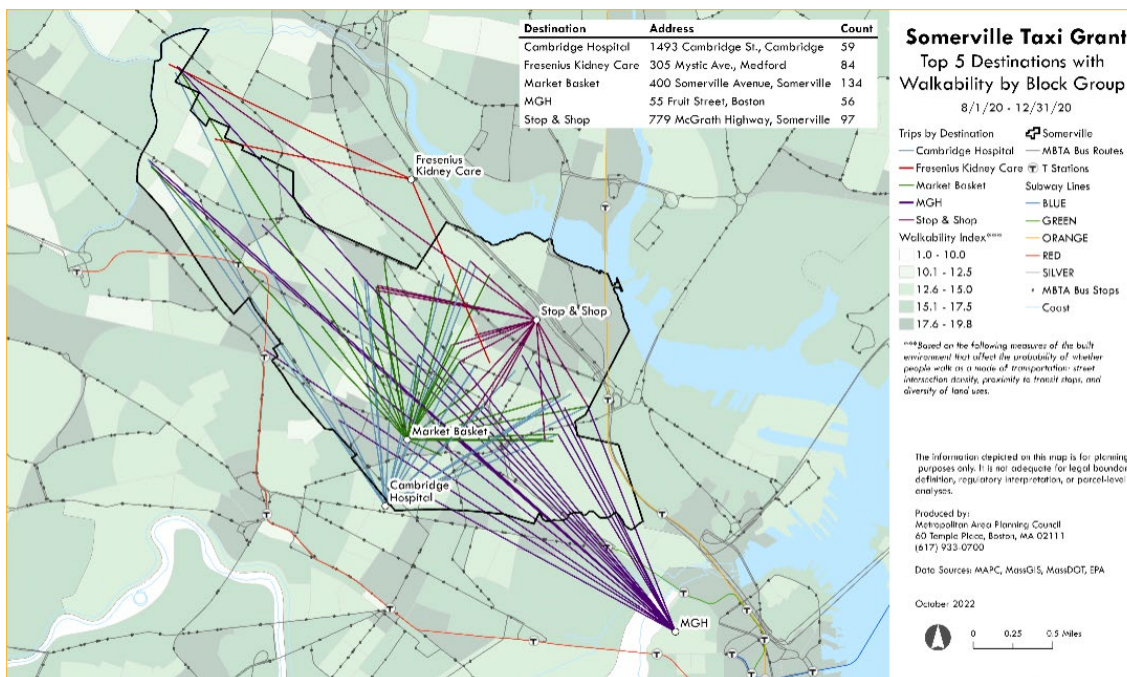 Destination Address Count
Cambridge Hospital 1493 Cambridge St., Cambridge 59
Fresenius Kidney Care 305 Mystic Ave., Medford 84
Market Basket 400 Somerville Avenue, Somerville 134
MGH 55 Fruit Street, Boston 56
Stop & Shop 779 McGrath Highway, Somerville 97
Somerville Taxi Grant
Top 5 Destinations with
Walkability by Block Group
8/1/20 - 12/31/20
Trips by Destination
Cambridge Hospital
Fresenius Kidney Care
Market Basket
MGH
Stop & Shop
Walkability Index***
1.0 - 10.0
10.1 - 12.5
12.6 - 15.0
15.1 - 17.5
17.6 - 19.8
Somerville
MBTA Bus Routes
T T Stations
Subway Lines
BLUE
GREEN
ORANGE
RED
SILVER
MBTA Bus Stops
Coast
***Based on the following measures of the built
environment that affect the probability of whether
people walk as a mode of transportation: street
intersection density, proximity to transit stops, and
diversity of land uses.
The information depicted on this map is for planning
purposes only. It is not adequate for legal boundar
definition, regulatory interpretation, or parcel-level
analyses.
Produced by:
Metropolitan Area Planning Council
60 Temple Place, Boston, MA 02111
(617) 933-0700
Data Sources: MAPC, MassGIS, MassDOT, EPA
October 2022
0 0.25 0.5 Miles
Fresenius
Kidney Care
Stop & Shop
Market Basket
Cambridge
Hospital
MGH
T
T
T
T
T
T
T
T
T
T
T
T
T
T